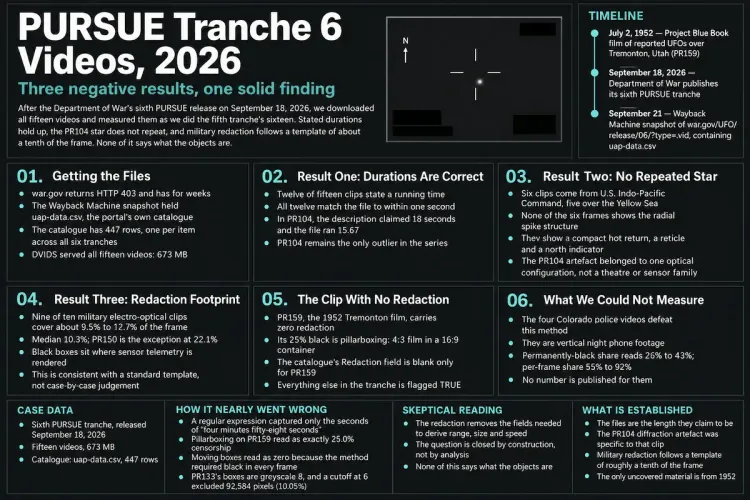 PURSUE Tranche 6
Videos, 2026
Three negative results, one solid finding
After the Department of War's sixth PURSUE release on September 18, 2026, we downloaded
all fifteen videos and measured them as we did the fifth tranche's sixteen. Stated durations
hold up, the PR104 star does not repeat, and military redaction follows a template of about
a tenth of the frame. None of it says what the objects are.
N
TIMELINE
July 2, 1952 — Project Blue Book
film of reported UFOs over
Tremonton, Utah (PR159)
September 18, 2026 —
Department of War publishes
its sixth PURSUE tranche
September 21 — Wayback
Machine snapshot of war.gov/UFO/
release/06/?type=.vid, containing
uap-data.csv
01. Getting the Files
war.gov returns HTTP 403 and has for weeks
The Wayback Machine snapshot held
uap-data.csv, the portal's own catalogue
The catalogue has 447 rows, one per item
across all six tranches
DVIDS served all fifteen videos: 673 MB
02. Result One: Durations Are Correct
Twelve of fifteen clips state a running time
All twelve match the file to within one second
In PR104, the description claimed 18 seconds
and the file ran 15.67
PR104 remains the only outlier in the series
03. Result Two: No Repeated Star
Six clips come from U.S. Indo-Pacific
Command, five over the Yellow Sea
None of the six frames shows the radial
spike structure
They show a compact hot return, a reticle
and a north indicator
The PR104 artefact belonged to one optical
configuration, not a theatre or sensor family
04. Result Three: Redaction Footprint
Nine of ten military electro-optical clips
cover about 9.5% to 12.7% of the frame
Median 10.3%; PR150 is the exception at 22.1%
Black boxes sit where sensor telemetry is
rendered
This is consistent with a standard template,
not case-by-case judgement
05. The Clip With No Redaction
PR159, the 1952 Tremonton film, carries
zero redaction
Its 25% black is pillarboxing: 4:3 film in a 16:9
container
The catalogue's Redaction field is blank only
for PR159
Everything else in the tranche is flagged TRUE
06. What We Could Not Measure
The four Colorado police videos defeat
this method
They are vertical night phone footage
Permanently-black share reads 26% to 43%;
per-frame share 55% to 92%
No number is published for them
CASE DATA
Sixth PURSUE tranche, released
September 18, 2026
Fifteen videos, 673 MB
Catalogue: uap-data.csv, 447 rows
HOW IT NEARLY WENT WRONG
A regular expression captured only the seconds
of "four minutes fifty-eight seconds"
Pillarboxing on PR159 read as exactly 25.0%
censorship
Moving boxes read as zero because the method
required black in every frame
PR133's boxes are greyscale 8, and a cutoff at 6
excluded 92,584 pixels (10.05%)
SKEPTICAL READING
The redaction removes the fields needed
to derive range, size and speed
The question is closed by construction,
not by analysis
None of this says what the objects are
WHAT IS ESTABLISHED
The files are the length they claim to be
The PR104 diffraction artefact was
specific to that clip
Military redaction follows a template
of roughly a tenth of the frame
The only uncovered material is from 1952